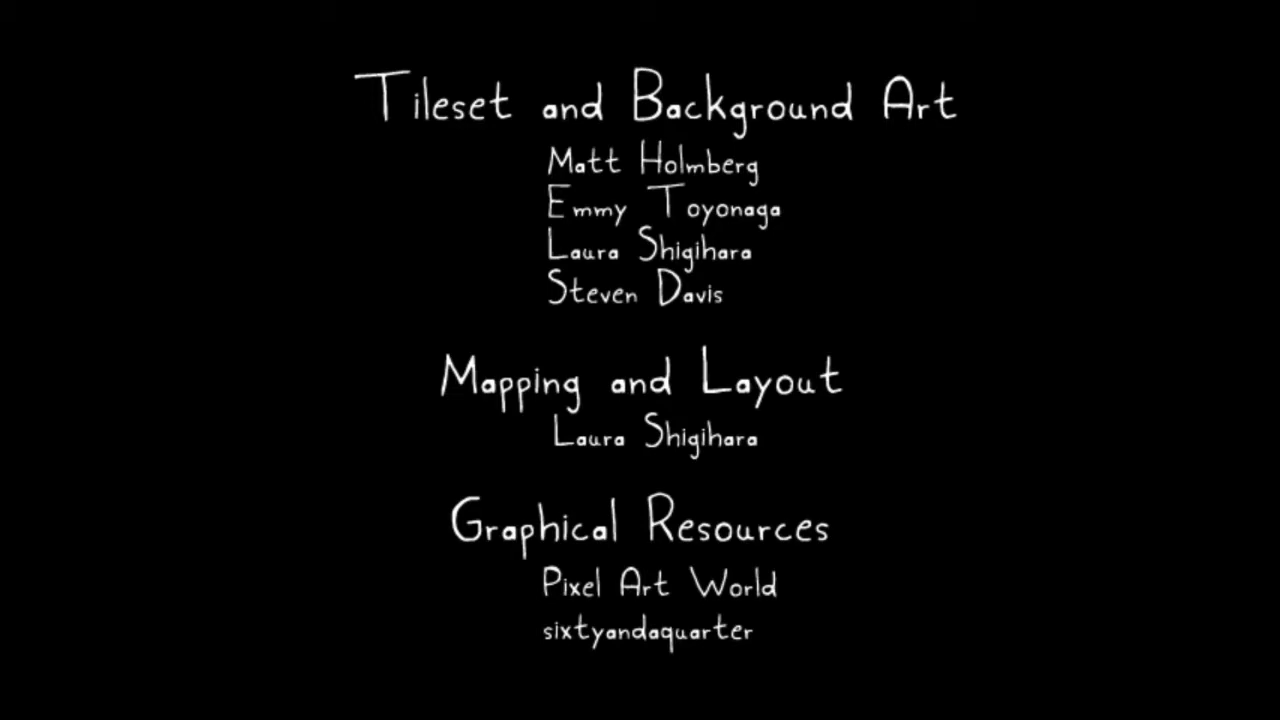 Tileset and Background Art
Matt Holmberg
Emmy Toyonaga
Laura Shigihara
Steven Davis
Mapping and Layout
Laura Shigihara
Graphical Resources
Pixel Art World
sixtyandaquarter